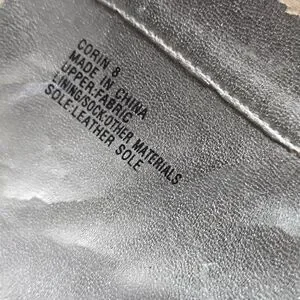 CORIN 8
MADE IN CHINA
UPPER:FABRIC
LINING/SOCK:OTHER MATERIALS
SOLE:LEATHER SOLE